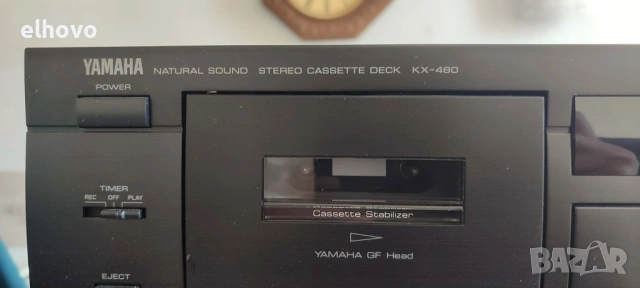 elhovo
YAMAHA NATURAL SOUND STEREO CASSETTE DECK KX-480
POWER
TIMER
REC OFF PLAY
Cassette Stabilizer
YAMAHA GF Head
EJECT
BAZAR